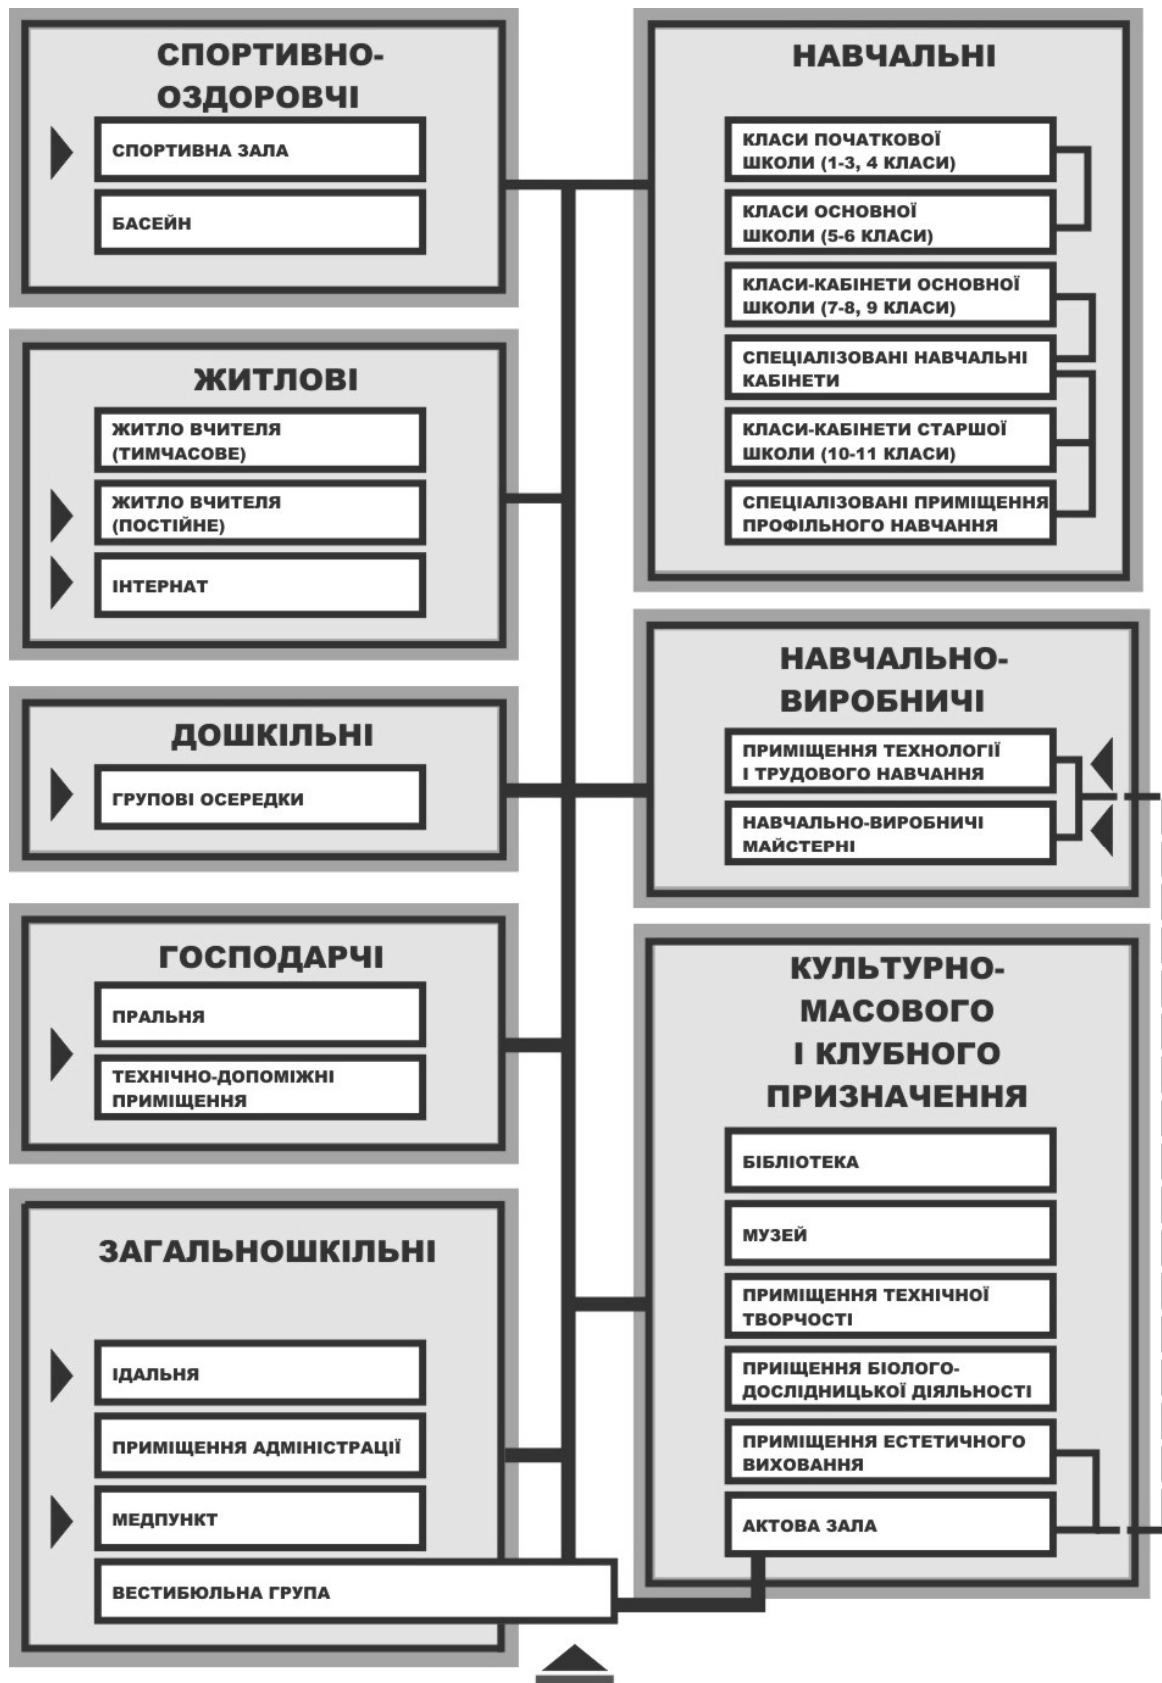 СПОРТИВНО-
ОЗДОРОВЧІ
СПОРТИВНА ЗАЛА
БАСЕЙН
ЖИТЛОВІ
ЖИТЛО ВЧИТЕЛЯ
(ТИМЧАСОВЕ)
ЖИТЛО ВЧИТЕЛЯ
(ПОСТІЙНЕ)
ІНТЕРНАТ
ДОШКІЛЬНІ
ГРУПОВІ ОСЕРЕДКИ
ГОСПОДАРЧІ
ПРАЛЬНЯ
ТЕХНІЧНО-ДОПОМІЖНІ
ПРИМІЩЕННЯ
ЗАГАЛЬНОШКІЛЬНІ
ІДАЛЬНЯ
ПРИМІЩЕННЯ АДМІНІСТРАЦІЇ
МЕДПУНКТ
ВЕСТИБЮЛЬНА ГРУПА
НАВЧАЛЬНІ
КЛАСИ ПОЧАТКОВОЇ
ШКОЛИ (1-3, 4 КЛАСИ)
КЛАСИ ОСНОВНОЇ
ШКОЛИ (5-6 КЛАСИ)
КЛАСИ-КАБІНЕТИ ОСНОВНОЇ
ШКОЛИ (7-8, 9 КЛАСИ)
СПЕЦІАЛІЗОВАНІ НАВЧАЛЬНІ
КАБІНЕТИ
КЛАСИ-КАБІНЕТИ СТАРШОЇ
ШКОЛИ (10-11 КЛАСИ)
СПЕЦІАЛІЗОВАНІ ПРИМІЩЕННЯ
ПРОФІЛЬНОГО НАВЧАННЯ
НАВЧАЛЬНО-
ВИРОБНИЧІ
ПРИМІЩЕННЯ ТЕХНОЛОГІЇ
І ТРУДОВОГО НАВЧАННЯ
НАВЧАЛЬНО-ВИРОБНИЧІ
МАЙСТЕРНІ
КУЛЬТУРНО-
МАСОВОГО
І КЛУБНОГО
ПРИЗНАЧЕННЯ
БІБЛІОТЕКА
МУЗЕЙ
ПРИМІЩЕННЯ ТЕХНІЧНОЇ
ТВОРЧОСТІ
ПРИІЩЕННЯ БІОЛОГО-
ДОСЛІДНИЦЬКОЇ ДІЯЛЬНОСТІ
ПРИМІЩЕННЯ ЕСТЕТИЧНОГО
ВИХОВАННЯ
АКТОВА ЗАЛА